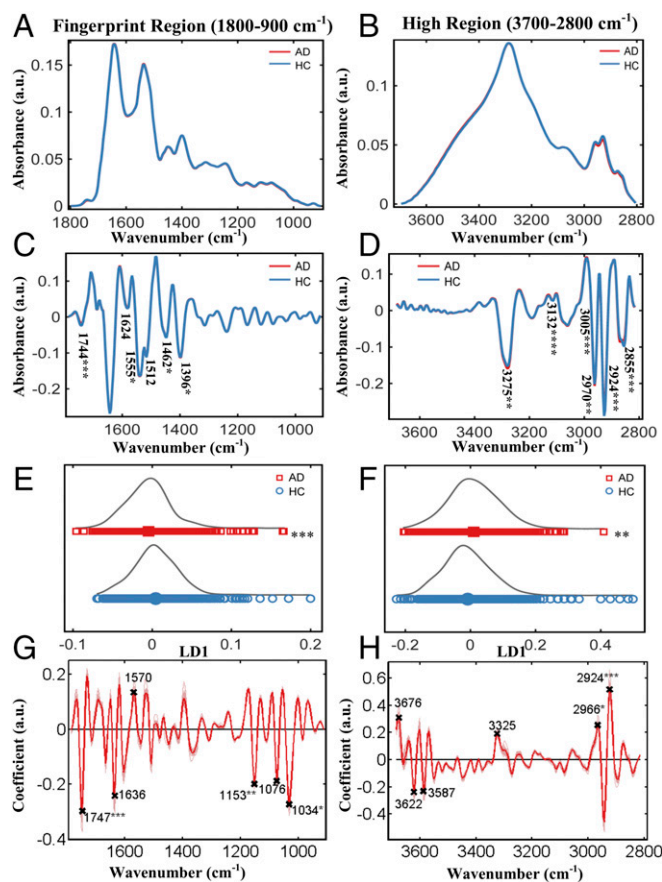 A Fingerprint Region (1800-900 cm⁻¹)
B High Region (3700-2800 cm⁻¹)
Absorbance (a.u.)
0.15
0.1
0.05
0
AD
HC
1800 1600 1400 1200 1000
Wavenumber (cm⁻¹)
Absorbance (a.u.)
0.1
0.05
0
AD
HC
3600 3400 3200 3000 2800
Wavenumber (cm⁻¹)
C
Absorbance (a.u.)
0.1
0
-0.1
-0.2
AD
HC
1744***
1624
1555*
1512
1462*
1396*
1600 1400 1200 1000
Wavenumber (cm⁻¹)
D
Absorbance (a.u.)
0.1
0
-0.1
-0.2
AD
HC
3275**
3132****
3005***
2970**
2924***
2855***
3600 3400 3200 3000 2800
Wavenumber (cm⁻¹)
E
AD
HC
***
-0.1 0 0.1 0.2
LD1
F
AD
HC
**
-0.2 0 0.2 0.4
LD1
G
Coefficient (a.u.)
0.2
0
-0.2
-0.4
1570
1636
1747***
1153**
1076
1034*
1600 1400 1200 1000
Wavenumber (cm⁻¹)
H
Coefficient (a.u.)
0.6
0.4
0.2
0
-0.2
-0.4
3676
3622
3587
3325
2966*
2924***
3600 3400 3200 3000 2800
Wavenumber (cm⁻¹)